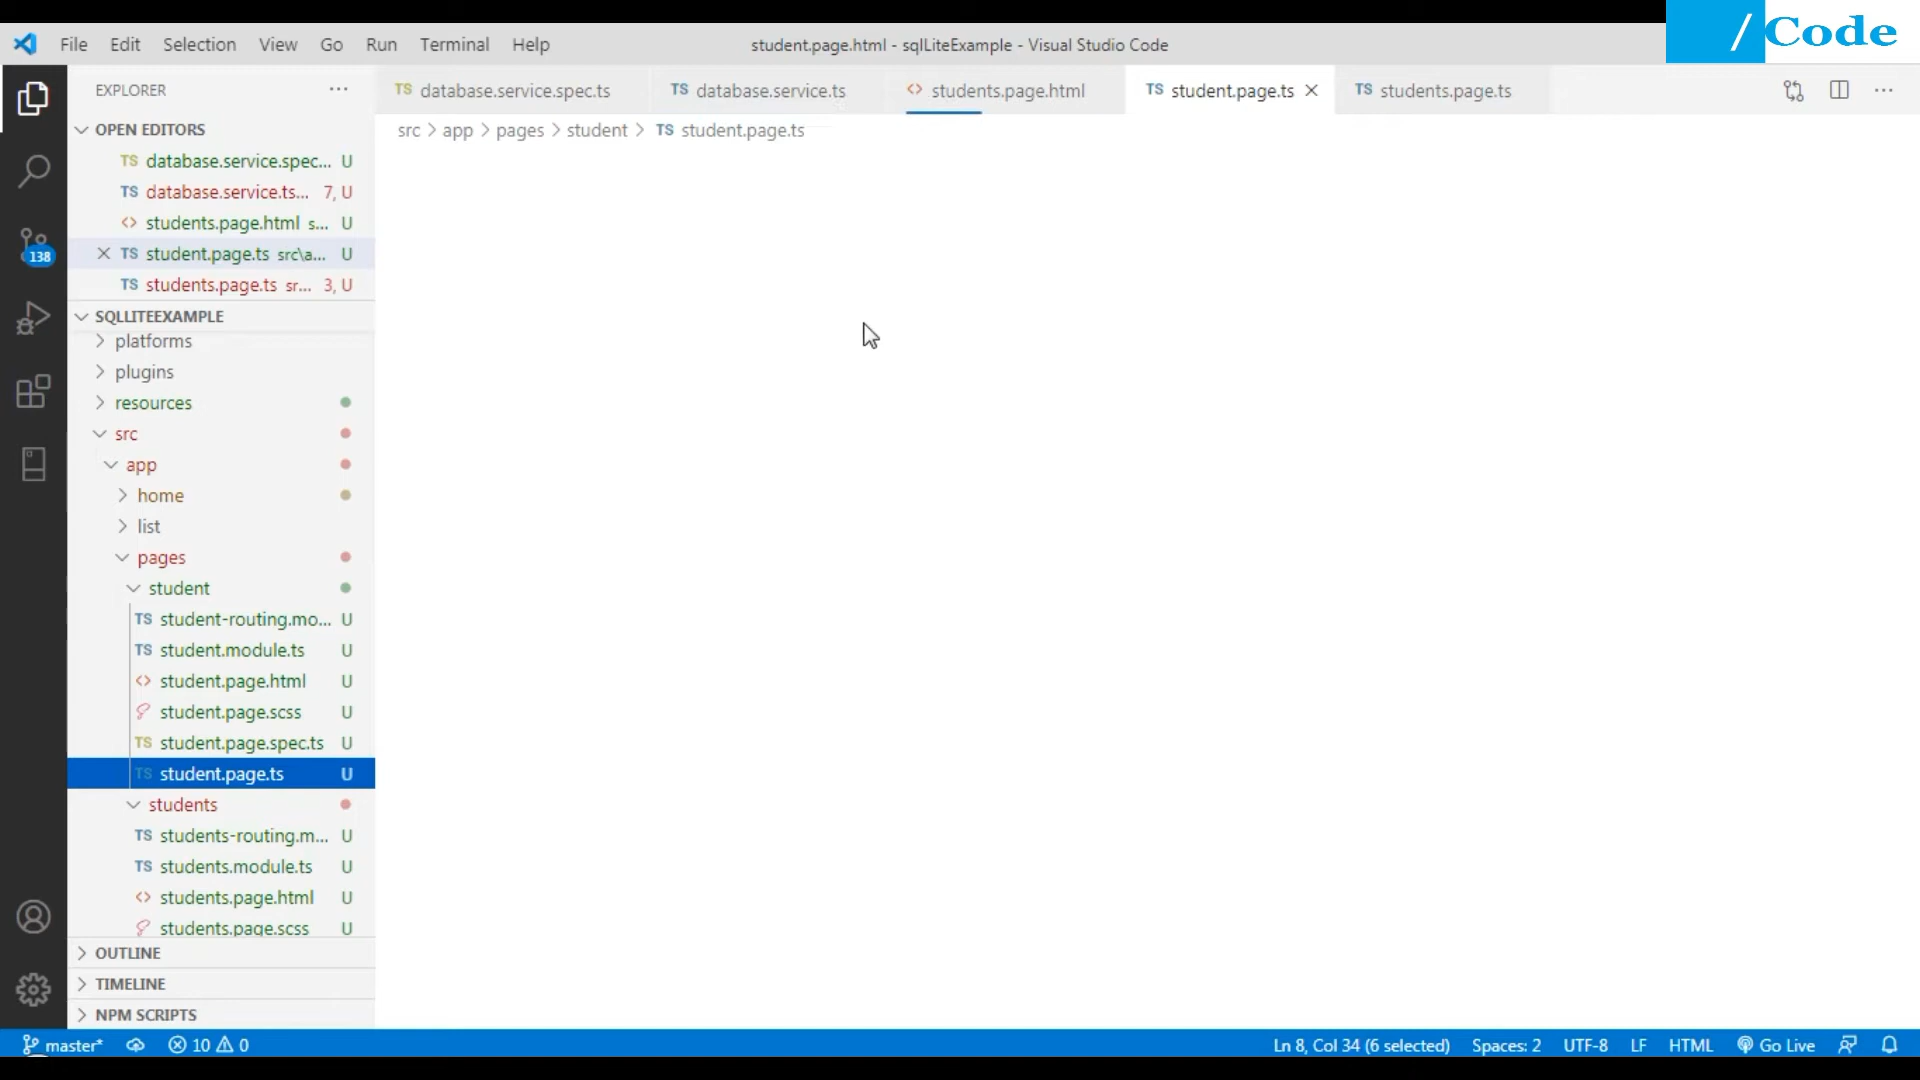 /Code
File Edit Selection View Go Run Terminal Help
student.page.html - sqlLiteExample - Visual Studio Code
EXPLORER ...
TS database.service.spec.ts
TS database.service.ts
<> students.page.html
TS student.page.ts
TS students.page.ts
src > app > pages > student > TS student.page.ts
OPEN EDITORS
TS database.service.spec... U
TS database.service.ts... 7, U
<> students.page.html s... U
TS student.page.ts src\a... U
TS students.page.ts sr... 3, U
138
SQLLITEEXAMPLE
platforms
plugins
resources
src
app
home
list
pages
student
TS student-routing.mo... U
TS student.module.ts U
<> student.page.html U
student.page.scss U
TS student.page.spec.ts U
TS student.page.ts U
students
TS students-routing.m... U
TS students.module.ts U
<> students.page.html U
students.page.scss U
OUTLINE
TIMELINE
NPM SCRIPTS
master* 10 0
Ln 8, Col 34 (6 selected) Spaces: 2 UTF-8 LF HTML Go Live